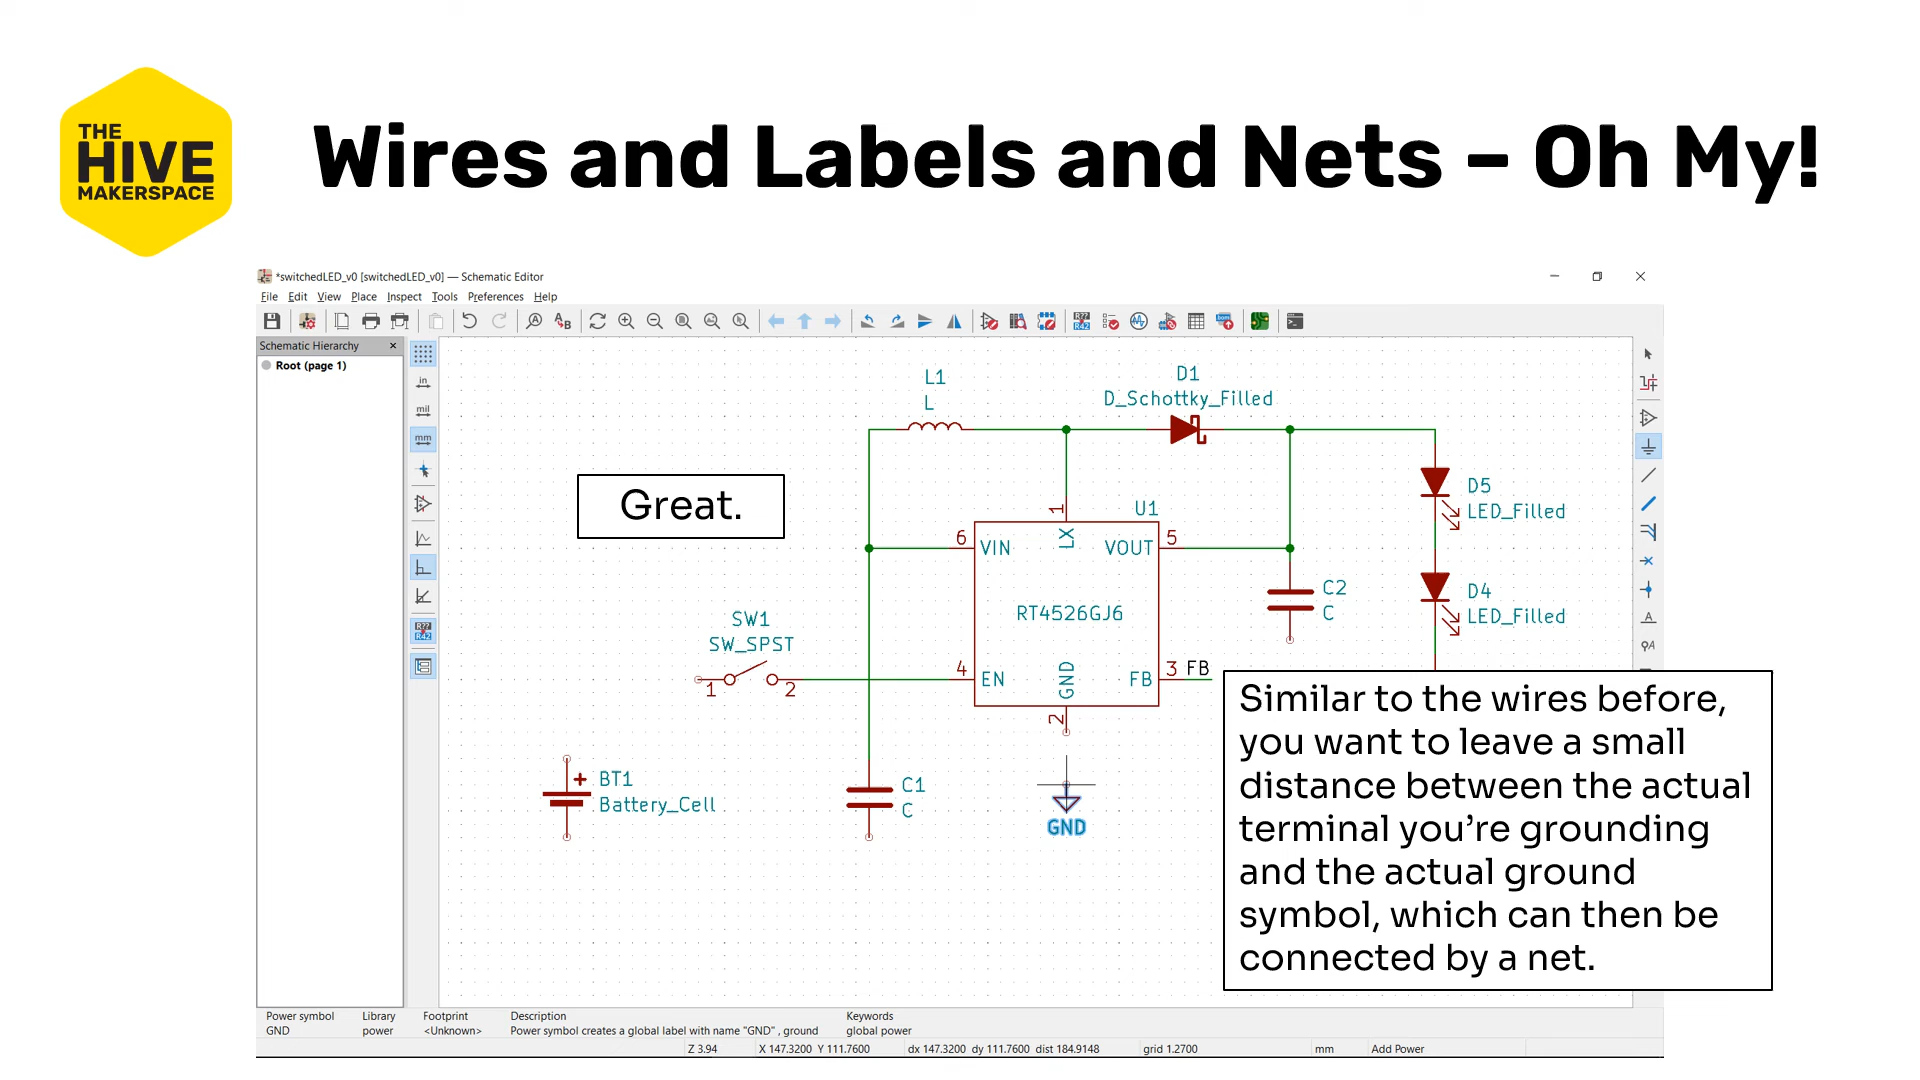 THE
HIVE
MAKERSPACE
Wires and Labels and Nets – Oh My!
*switchedLED_v0 [switchedLED_v0] — Schematic Editor
File Edit View Place Inspect Tools Preferences Help
Schematic Hierarchy
Root (page 1)
in
mil
mm
L1
L
D1
D_Schottky_Filled
Great.
D5
LED_Filled
U1
1
LX
6
VIN
VOUT
5
RT4526GJ6
C2
C
D4
LED_Filled
SW1
SW_SPST
1
2
4
EN
GND
2
FB
3
FB
BT1
Battery_Cell
C1
C
GND
Similar to the wires before,
you want to leave a small
distance between the actual
terminal you’re grounding
and the actual ground
symbol, which can then be
connected by a net.
Power symbol Library Footprint Description Keywords
GND power <Unknown> Power symbol creates a global label with name "GND" , ground global power
Z 3.94 X 147.3200 Y 111.7600 dx 147.3200 dy 111.7600 dist 184.9148 grid 1.2700 mm Add Power